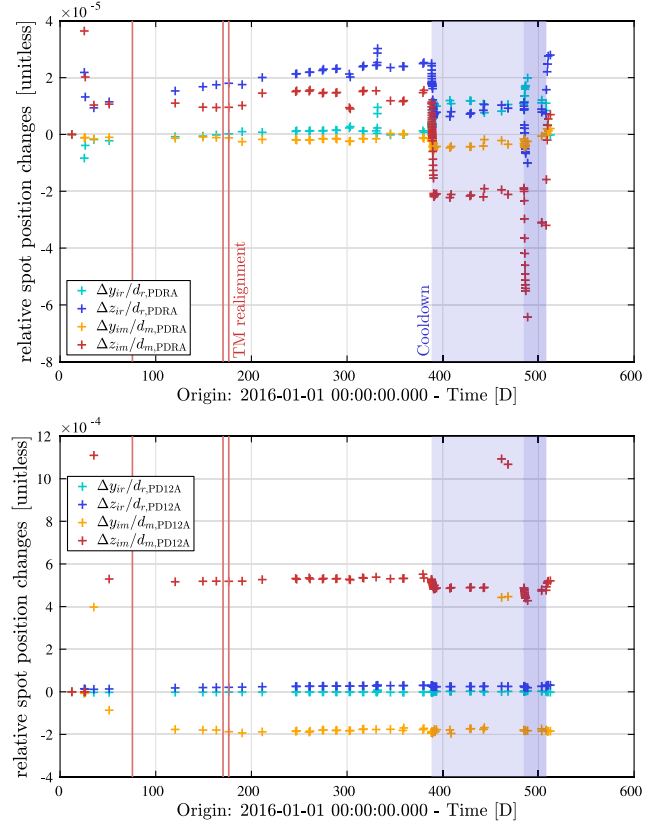 ×10⁻⁵
relative spot position changes [unitless]
4
2
0
-2
-4
-6
-8
Δy_ir/d_r,PDRA
Δz_ir/d_r,PDRA
Δy_im/d_m,PDRA
Δz_im/d_m,PDRA
TM realignment
Cooldown
0 100 200 300 400 500 600
Origin: 2016-01-01 00:00:00.000 - Time [D]
×10⁻⁴
relative spot position changes [unitless]
12
10
8
6
4
2
0
-2
-4
Δy_ir/d_r,PD12A
Δz_ir/d_r,PD12A
Δy_im/d_m,PD12A
Δz_im/d_m,PD12A
0 100 200 300 400 500 600
Origin: 2016-01-01 00:00:00.000 - Time [D]